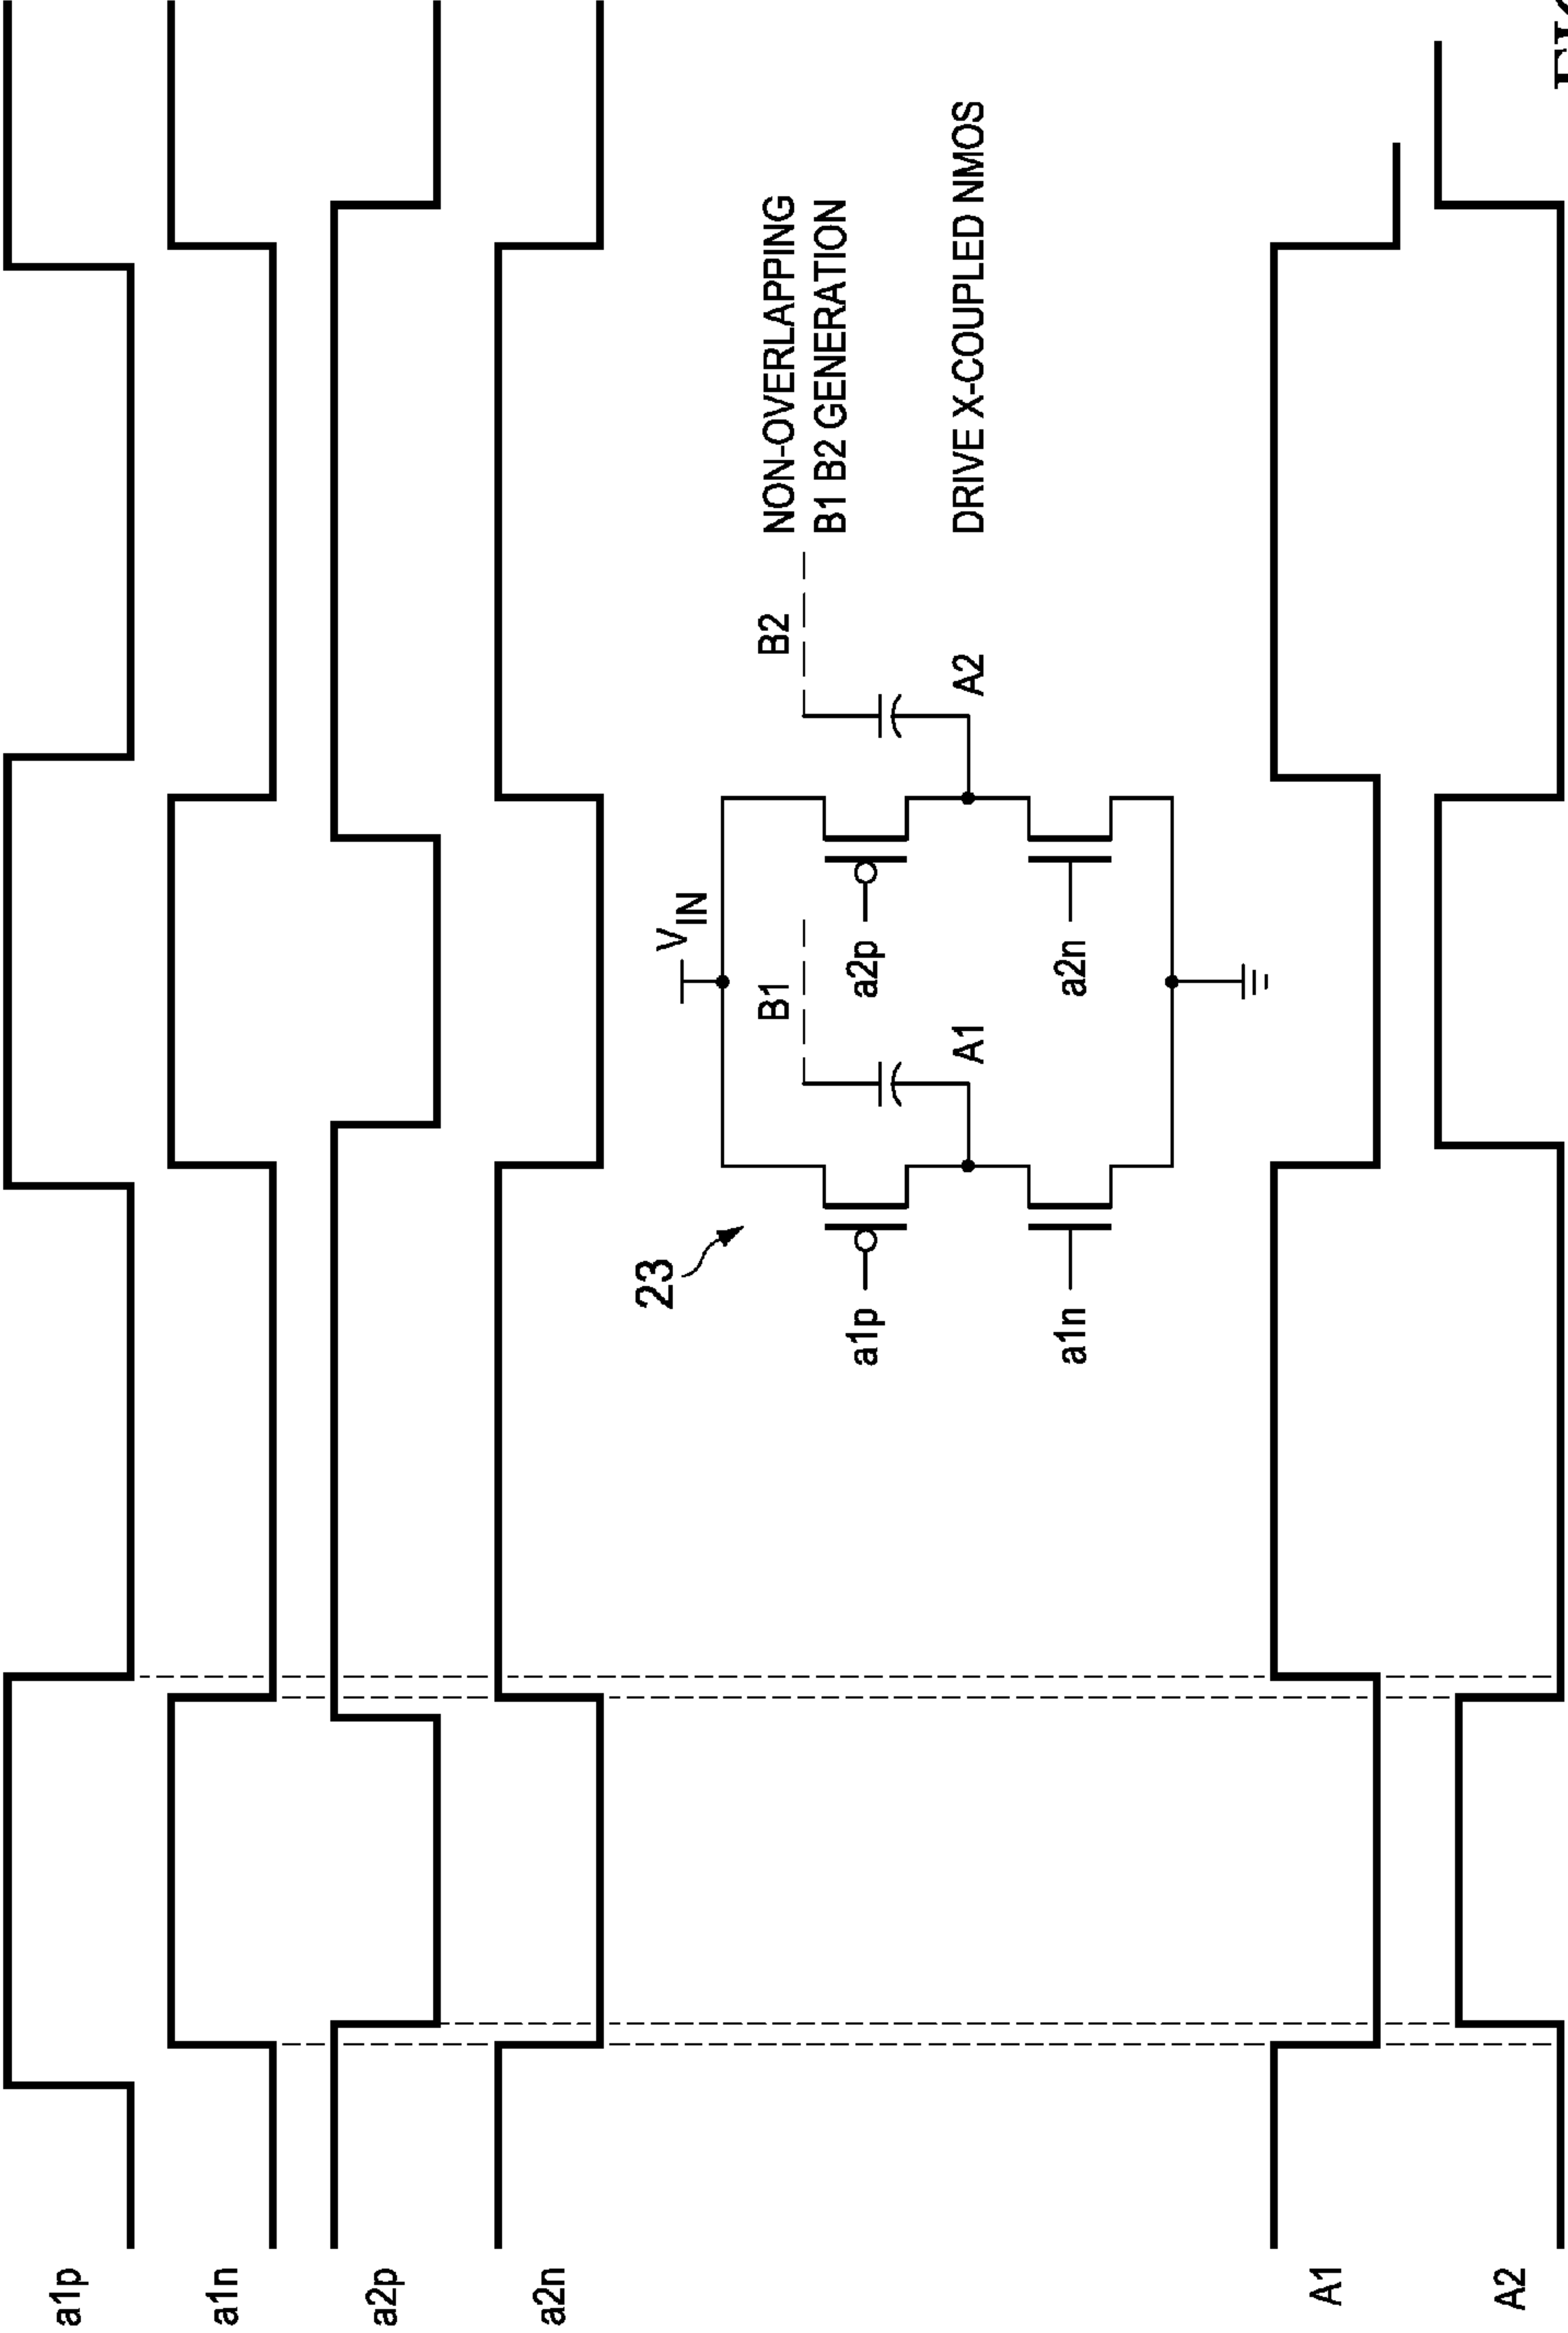 a1p
a1n
a2p
a2n
23
V IN
B1
B2
NON-OVERLAPPING
B1 B2 GENERATION
a1p
a2p
A1
A2
DRIVE X-COUPLED NMOS
a1n
a2n
A1
A2